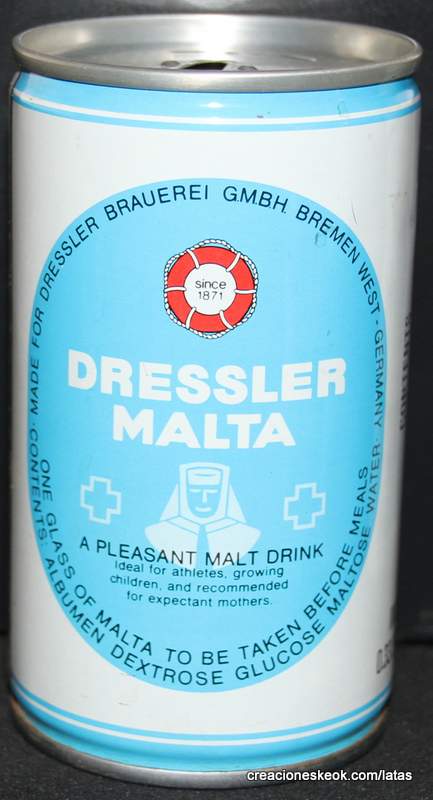 MADE FOR DRESSLER BRAUEREI G.M.B.H. BREMEN WEST - GERMANY ·
since
1871
DRESSLER
MALTA
A PLEASANT MALT DRINK
Ideal for athletes, growing
children, and recommended
for expectant mothers.
ONE GLASS OF MALTA TO BE TAKEN BEFORE MEALS
· CONTENTS: ALBUMEN DEXTROSE GLUCOSE MALTOSE WATER ·
CONTENTS
creacioneskeok.com/latas